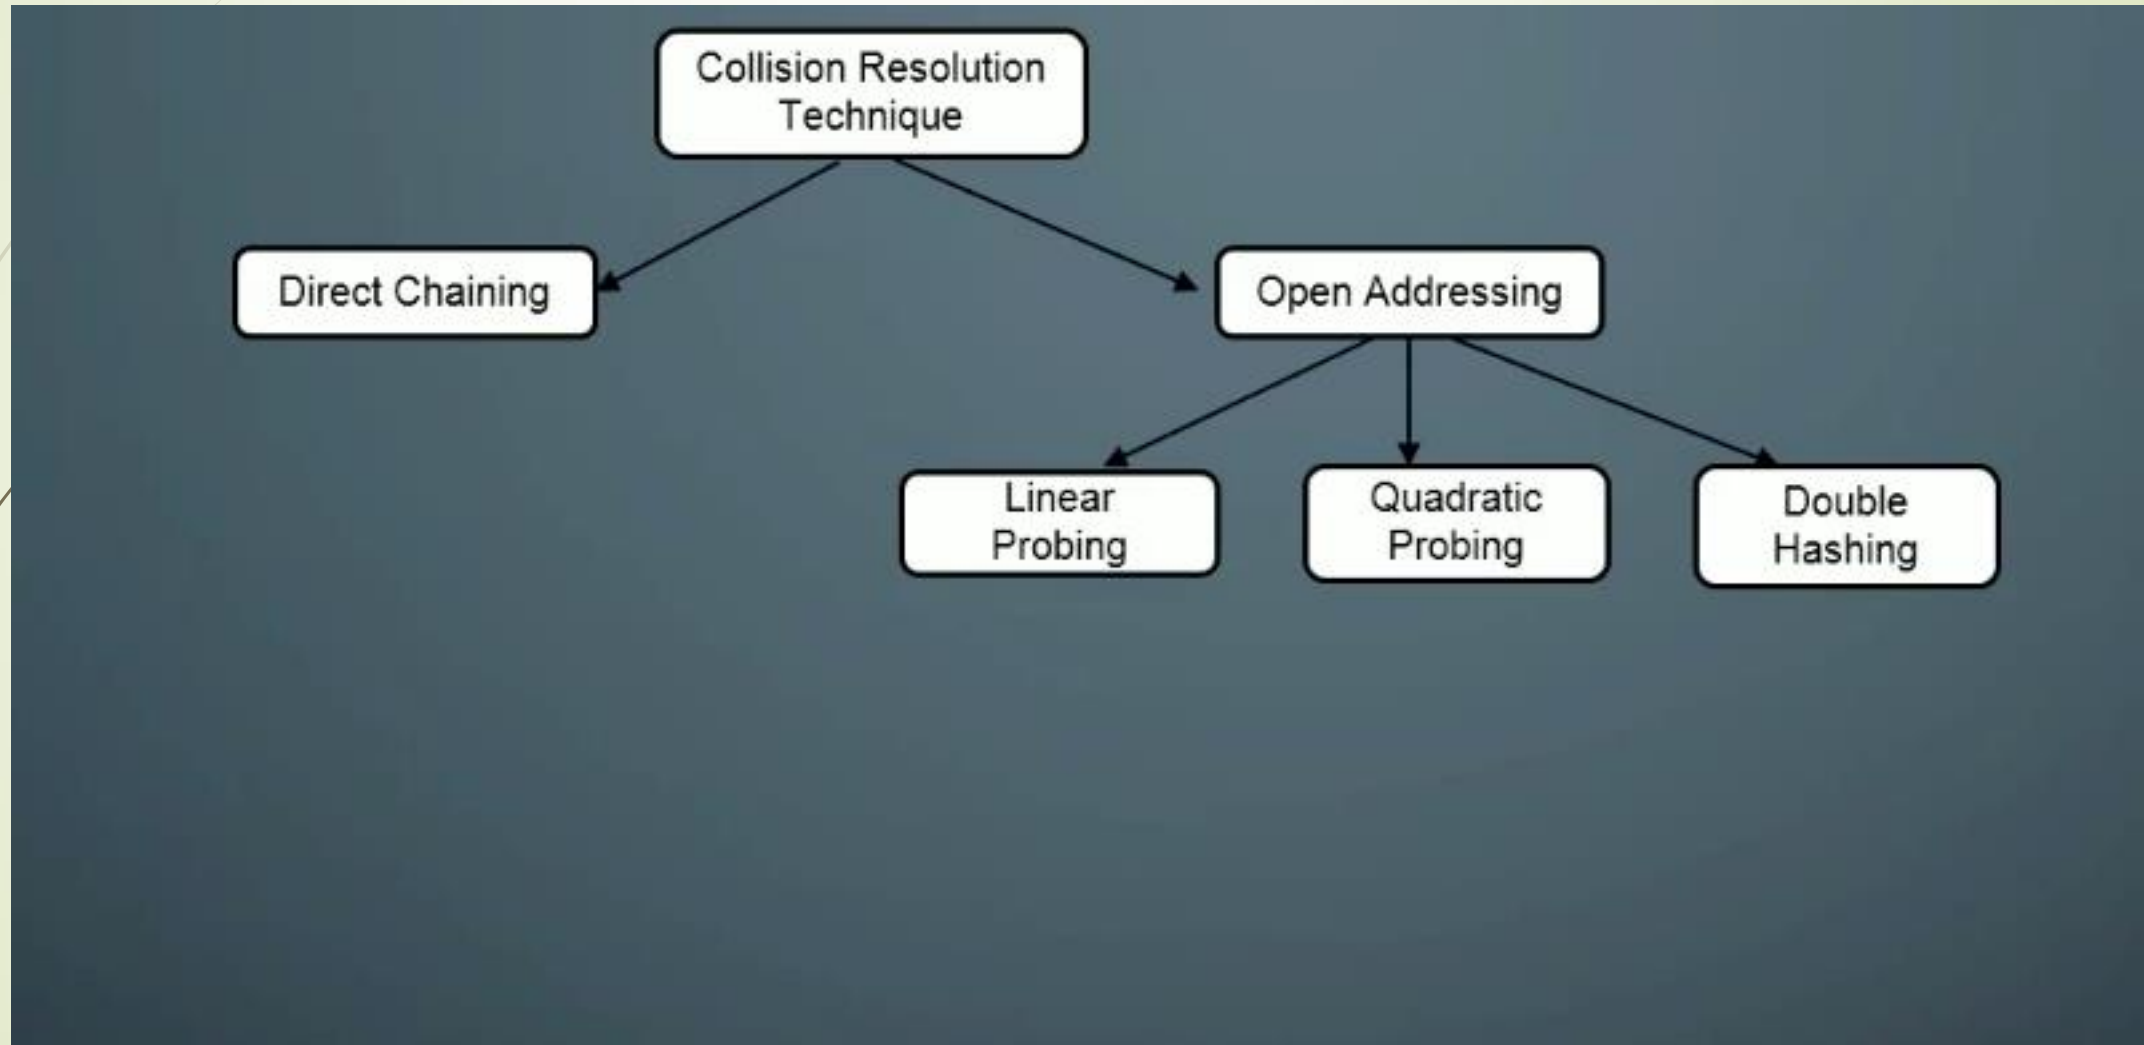 Collision Resolution
Technique
Direct Chaining
Open Addressing
Linear
Probing
Quadratic
Probing
Double
Hashing